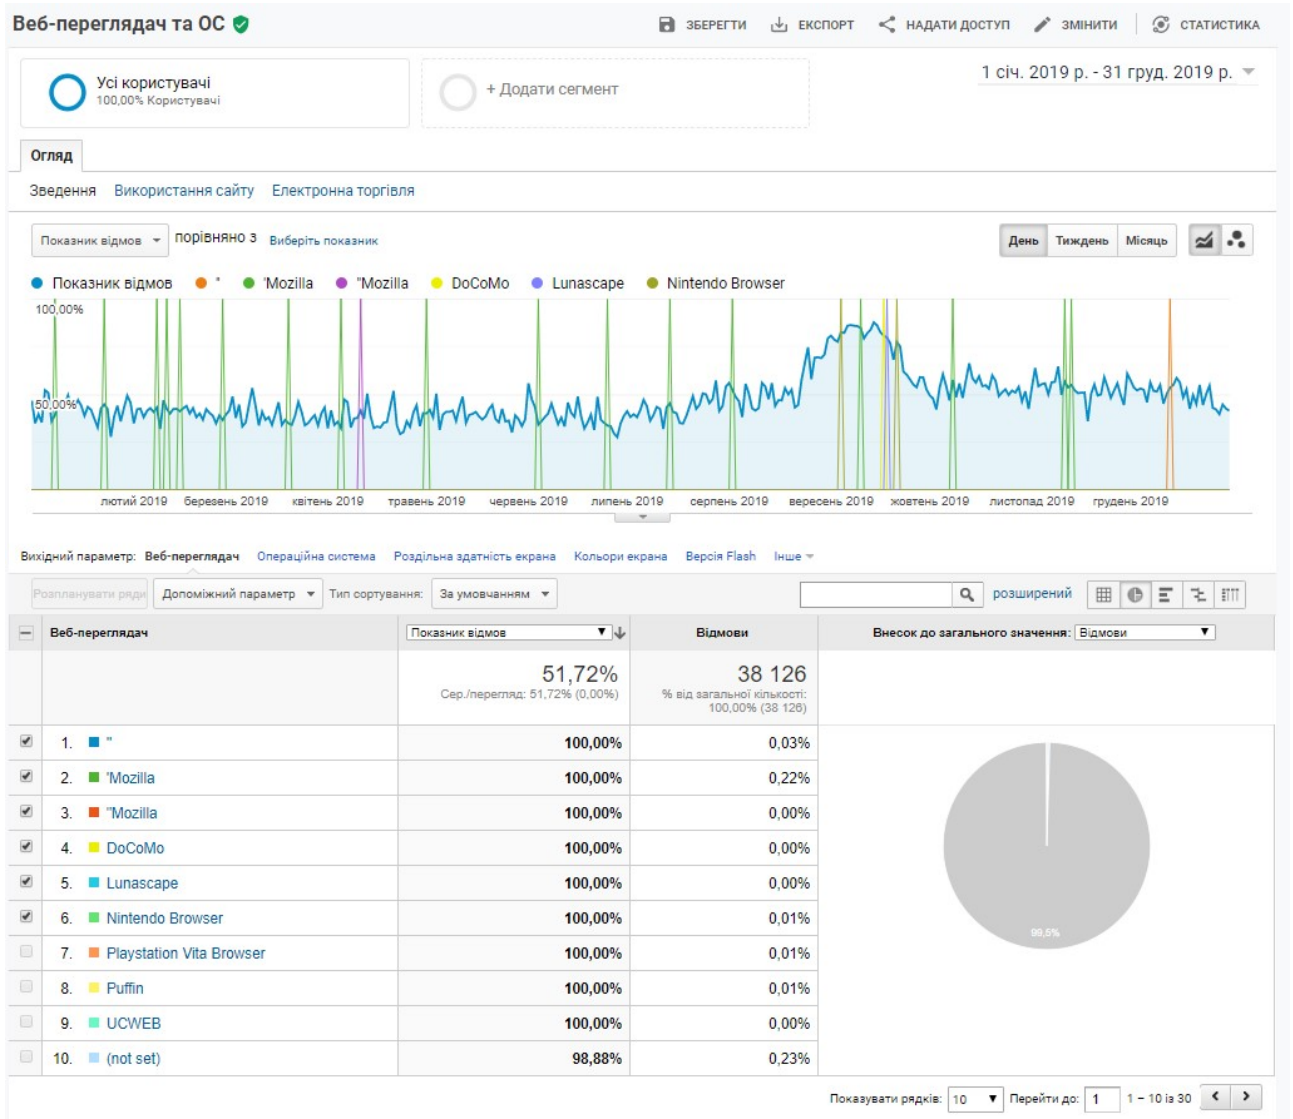 Веб-переглядач та ОС
ЗБЕРЕГТИ ЕКСПОРТ НАДАТИ ДОСТУП ЗМІНИТИ СТАТИСТИКА
Усі користувачі
100,00% Користувачі
+ Додати сегмент
1 січ. 2019 р. - 31 груд. 2019 р.
Огляд
Зведення Використання сайту Електронна торгівля
Показник відмов порівняно з Виберіть показник
День Тиждень Місяць
Показник відмов " 'Mozilla "Mozilla DoCoMo Lunascape Nintendo Browser
100,00%
50,00%
лютий 2019 березень 2019 квітень 2019 травень 2019 червень 2019 липень 2019 серпень 2019 вересень 2019 жовтень 2019 листопад 2019 грудень 2019
Вихідний параметр: Веб-переглядач Операційна система Роздільна здатність екрана Кольори екрана Версія Flash Інше
Розпланувати ряди Допоміжний параметр Тип сортування: За умовчанням розширений
Веб-переглядач Показник відмов Відмови Внесок до загального значення: Відмови
51,72% 38 126
Сер./перегляд: 51,72% (0,00%) % від загальної кількості:
100,00% (38 126)
1. " 100,00% 0,03%
2. 'Mozilla 100,00% 0,22%
3. "Mozilla 100,00% 0,00%
4. DoCoMo 100,00% 0,00%
5. Lunascape 100,00% 0,00%
6. Nintendo Browser 100,00% 0,01%
7. Playstation Vita Browser 100,00% 0,01%
8. Puffin 100,00% 0,01%
9. UCWEB 100,00% 0,00%
10. (not set) 98,88% 0,23%
99,5%
Показувати рядків: 10 Перейти до: 1 1 – 10 із 30